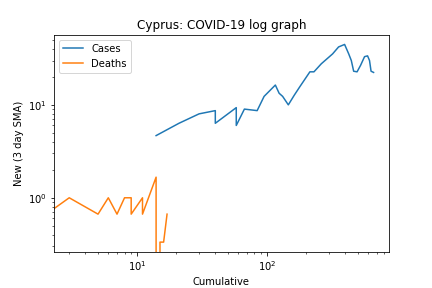 Cyprus: COVID-19 log graph
Cases
Deaths
New (3 day SMA)
10¹
10⁰
10¹
10²
Cumulative